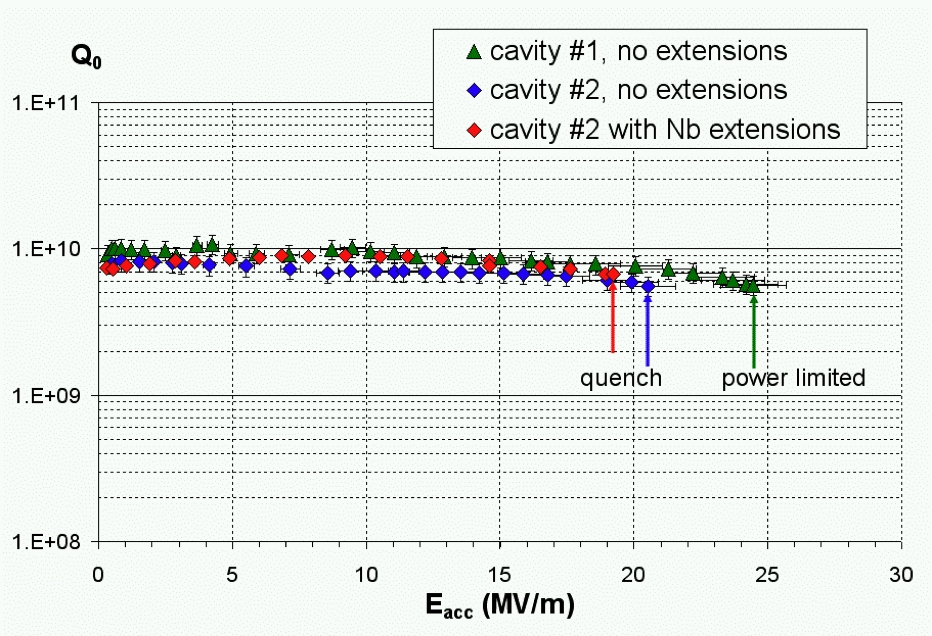 Q₀
cavity #1, no extensions
cavity #2, no extensions
cavity #2 with Nb extensions
1.E+11
1.E+10
1.E+09
1.E+08
quench
power limited
0 5 10 15 20 25 30
Eacc (MV/m)